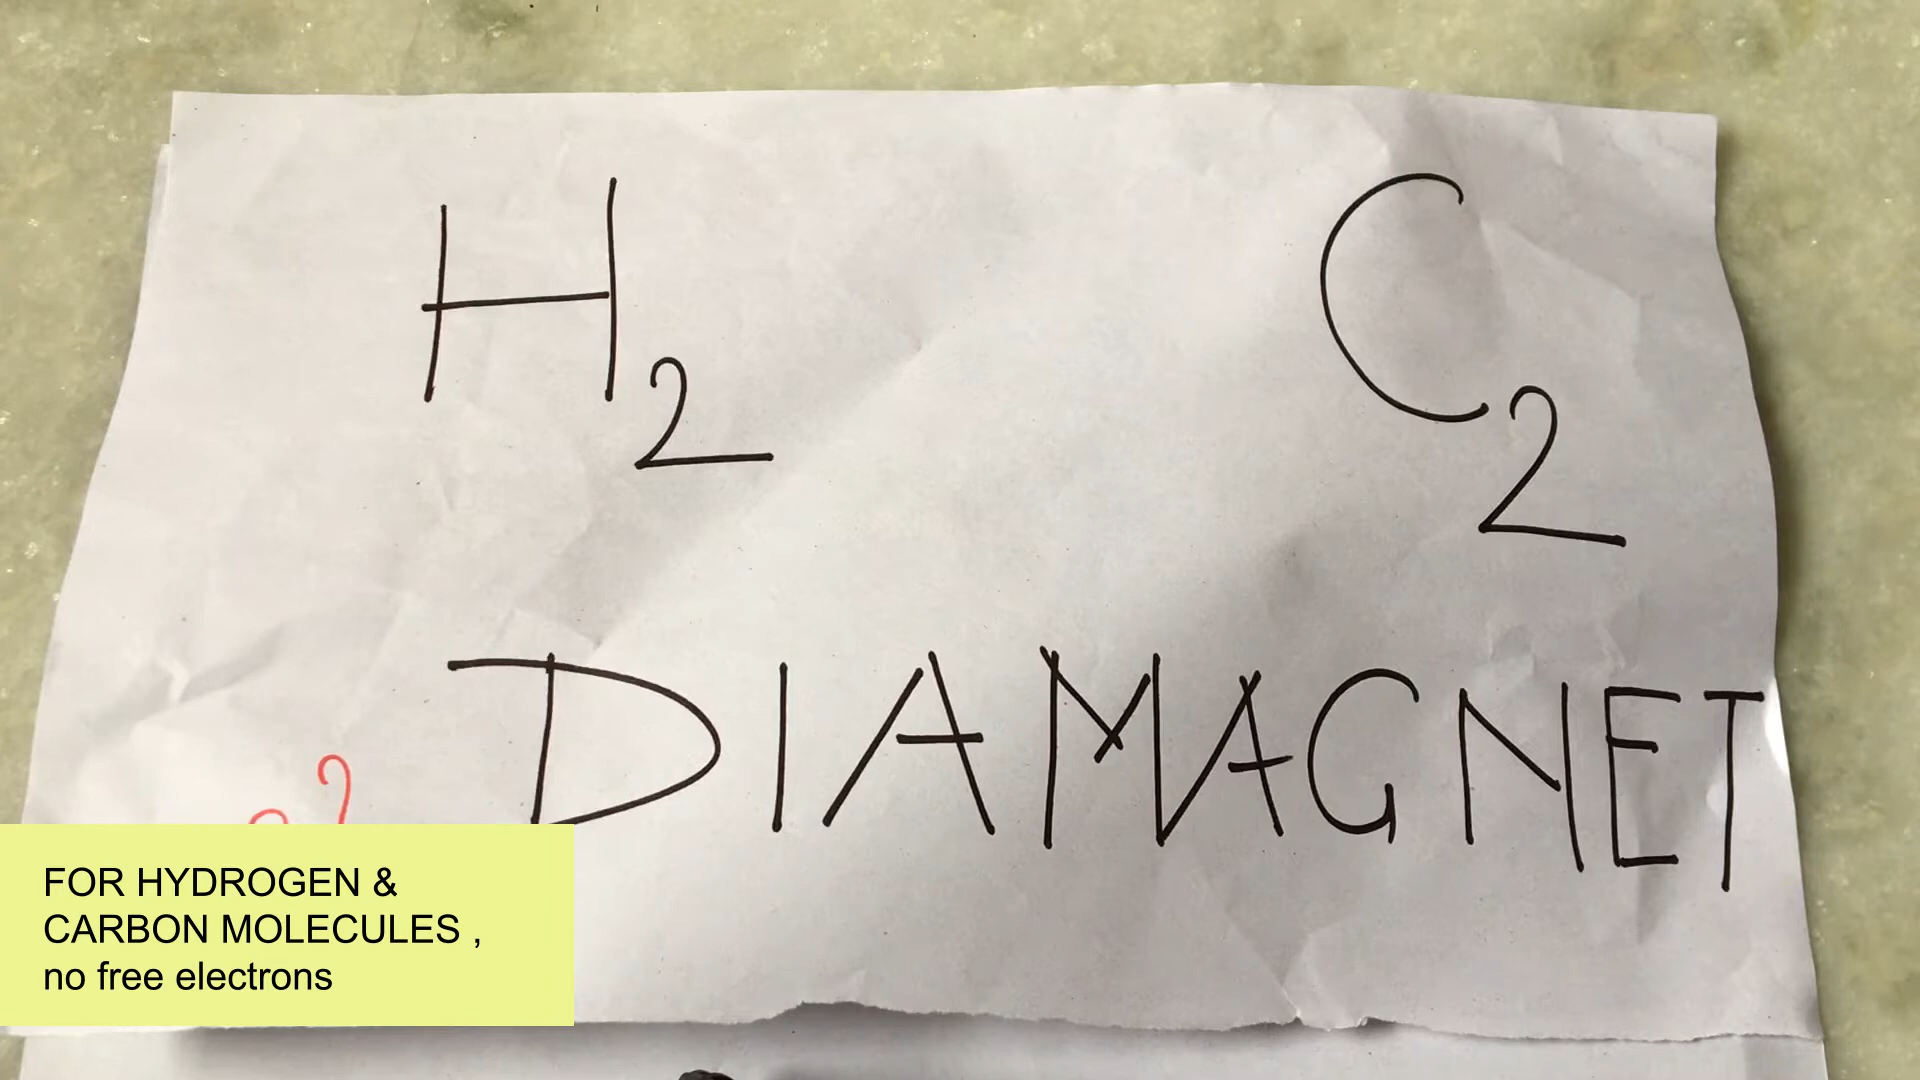 H2 C2
DIAMAGNET
FOR HYDROGEN &
CARBON MOLECULES ,
no free electrons